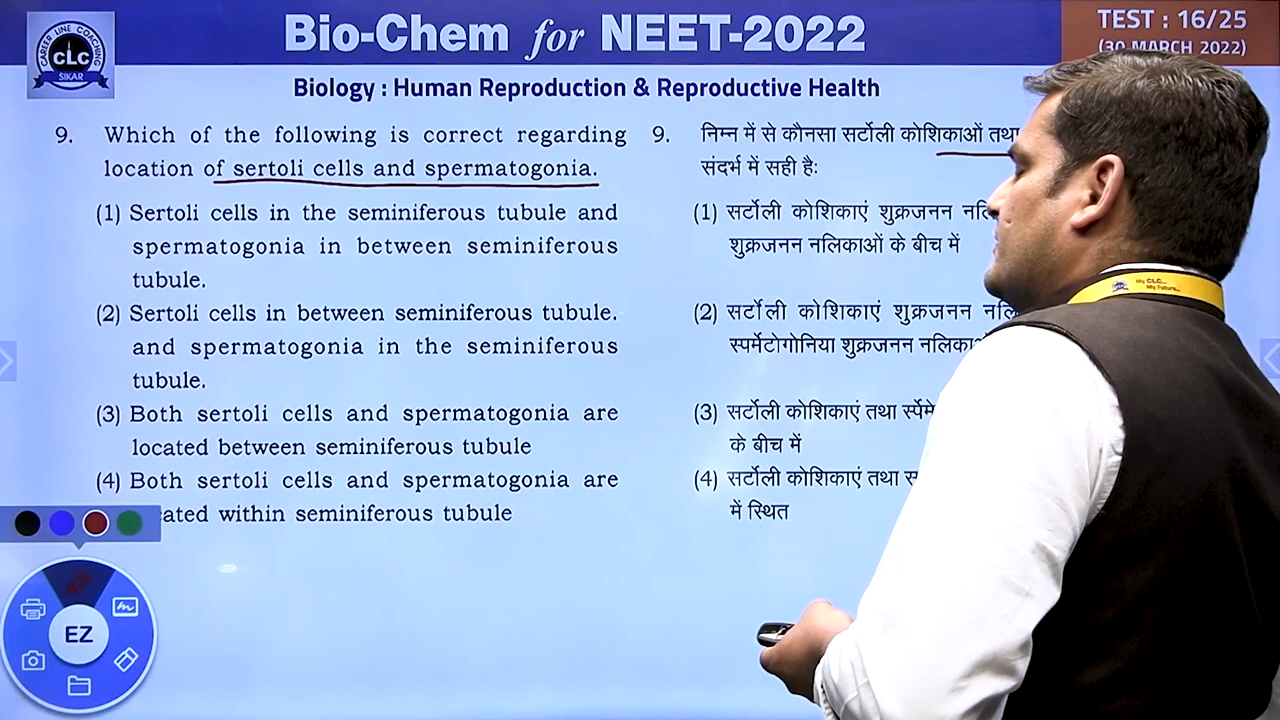 Bio-Chem for NEET-2022
TEST : 16/25
(30 MARCH 2022)
CAREER LINE COACHING
CLC
SIKAR
Biology : Human Reproduction & Reproductive Health
9. Which of the following is correct regarding
location of sertoli cells and spermatogonia.
(1) Sertoli cells in the seminiferous tubule and
spermatogonia in between seminiferous
tubule.
(2) Sertoli cells in between seminiferous tubule.
and spermatogonia in the seminiferous
tubule.
(3) Both sertoli cells and spermatogonia are
located between seminiferous tubule
(4) Both sertoli cells and spermatogonia are
cated within seminiferous tubule
9. निम्न में से कौनसा सर्टोली कोशिकाओं तथा
संदर्भ में सही है:
(1) सर्टोली कोशिकाएं शुक्रजनन
शुक्रजनन नलिकाओं के बीच में
(2) सर्टोली कोशिकाएं शुक्रजनन
स्पर्मेटोगोनिया शुक्रजनन
(3) सर्टोली कोशिकाएं तथा
के बीच में
(4) सर्टोली कोशिकाएं तथा
में स्थित
EZ
My CLC...
My Future...